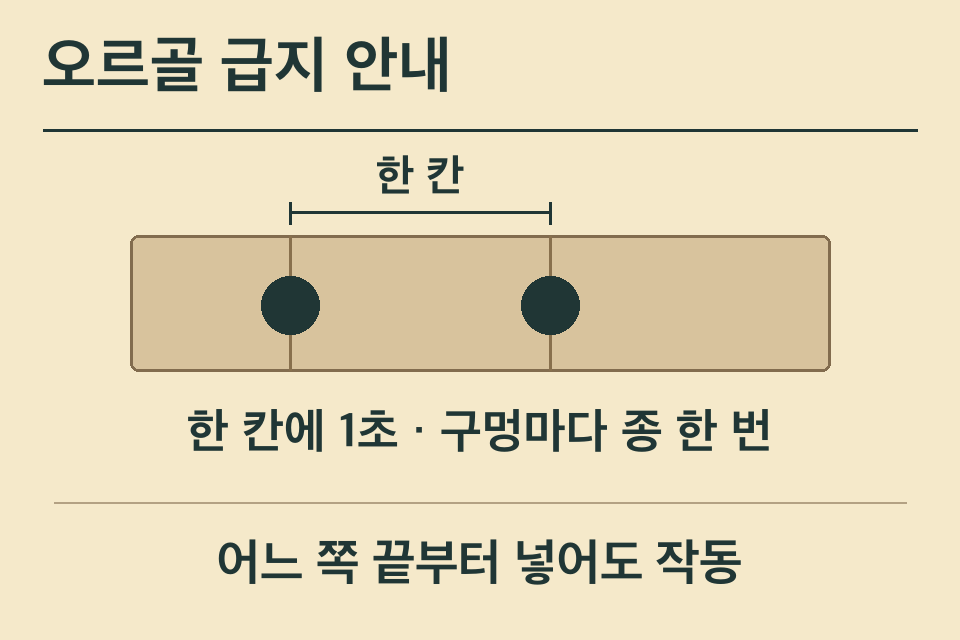 오르골 급지 안내
한 칸
한 칸에 1초 · 구멍마다 종 한 번
어느 쪽 끝부터 넣어도 작동